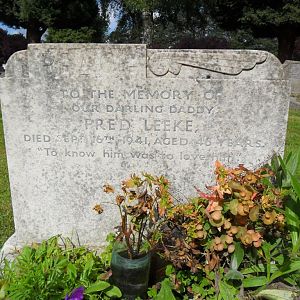 TO THE MEMORY OF
OUR DARLING DADDY
FRED LEEKE,
DIED SEPT. 16TH 1941, AGED 45 YEARS.
"To know him was to love him"